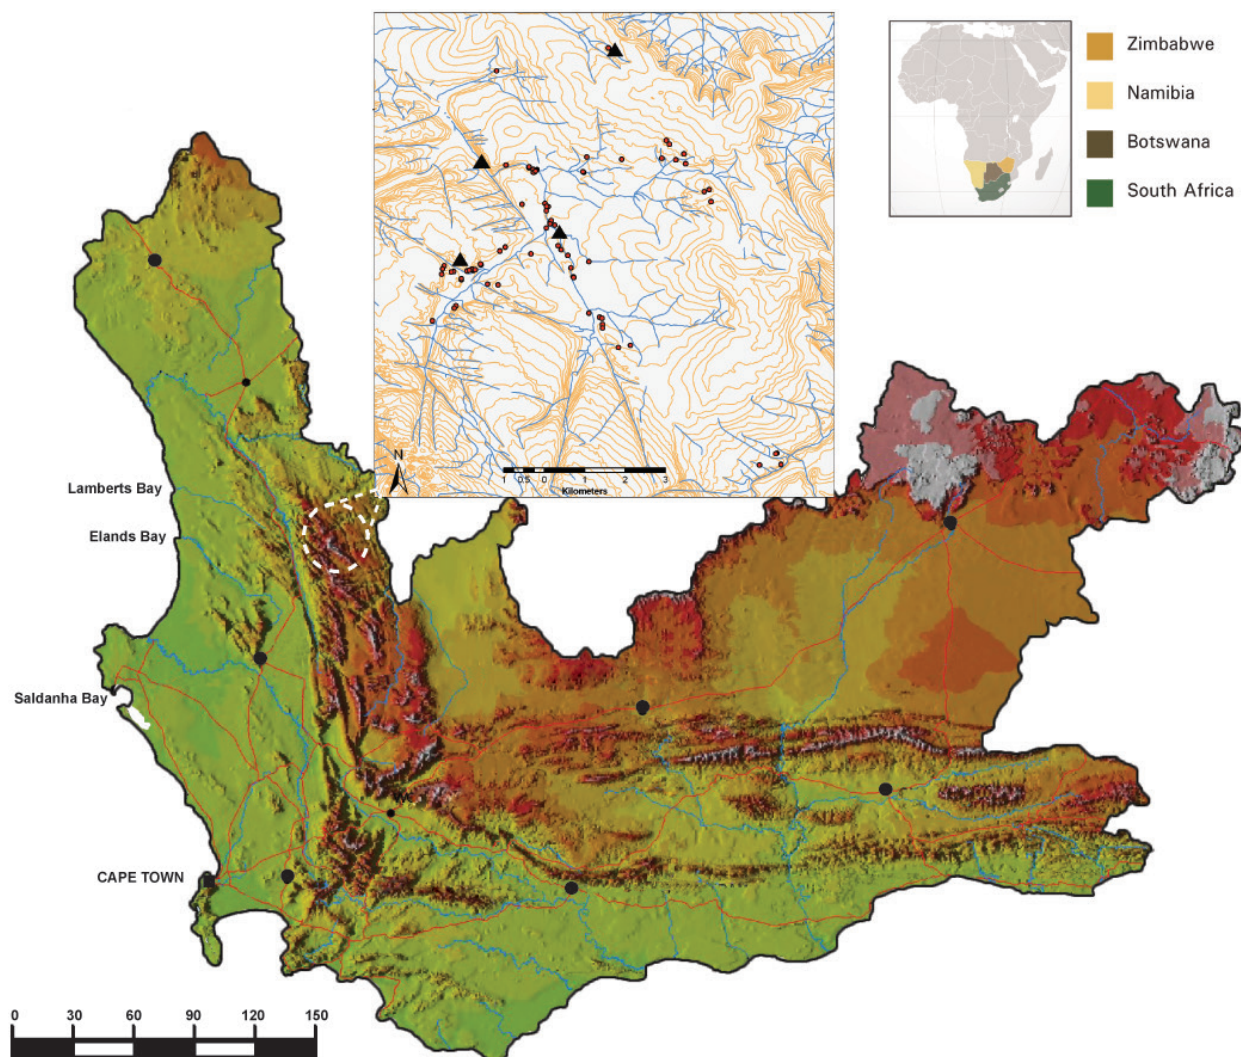 Zimbabwe
Namibia
Botswana
South Africa
N
1 0.5 0 1 2 3
Kilometers
Lamberts Bay
Elands Bay
Saldanha Bay
CAPE TOWN
0 30 60 90 120 150